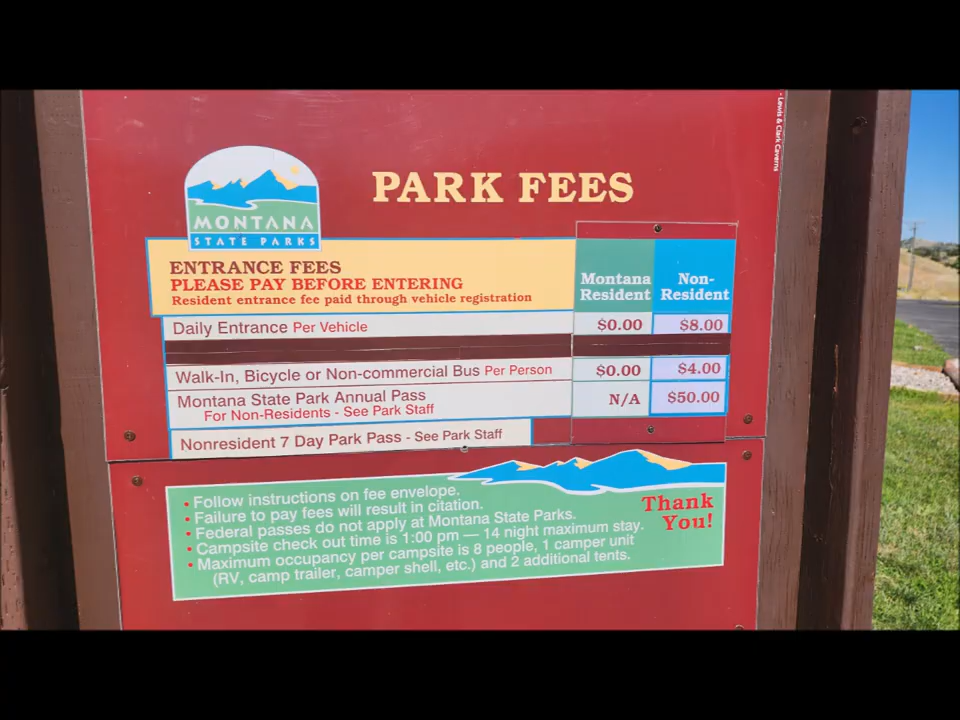 - Lewis & Clark Caverns
PARK FEES
MONTANA
STATE PARKS
ENTRANCE FEES
PLEASE PAY BEFORE ENTERING
Resident entrance fee paid through vehicle registration
Montana Resident
Non-Resident
Daily Entrance Per Vehicle $0.00 $8.00
Walk-In, Bicycle or Non-commercial Bus Per Person $0.00 $4.00
Montana State Park Annual Pass N/A $50.00
For Non-Residents - See Park Staff
Nonresident 7 Day Park Pass - See Park Staff
• Follow instructions on fee envelope.
• Failure to pay fees will result in citation.
• Federal passes do not apply at Montana State Parks.
• Campsite check out time is 1:00 pm — 14 night maximum stay.
• Maximum occupancy per campsite is 8 people, 1 camper unit
(RV, camp trailer, camper shell, etc.) and 2 additional tents.
Thank
You!